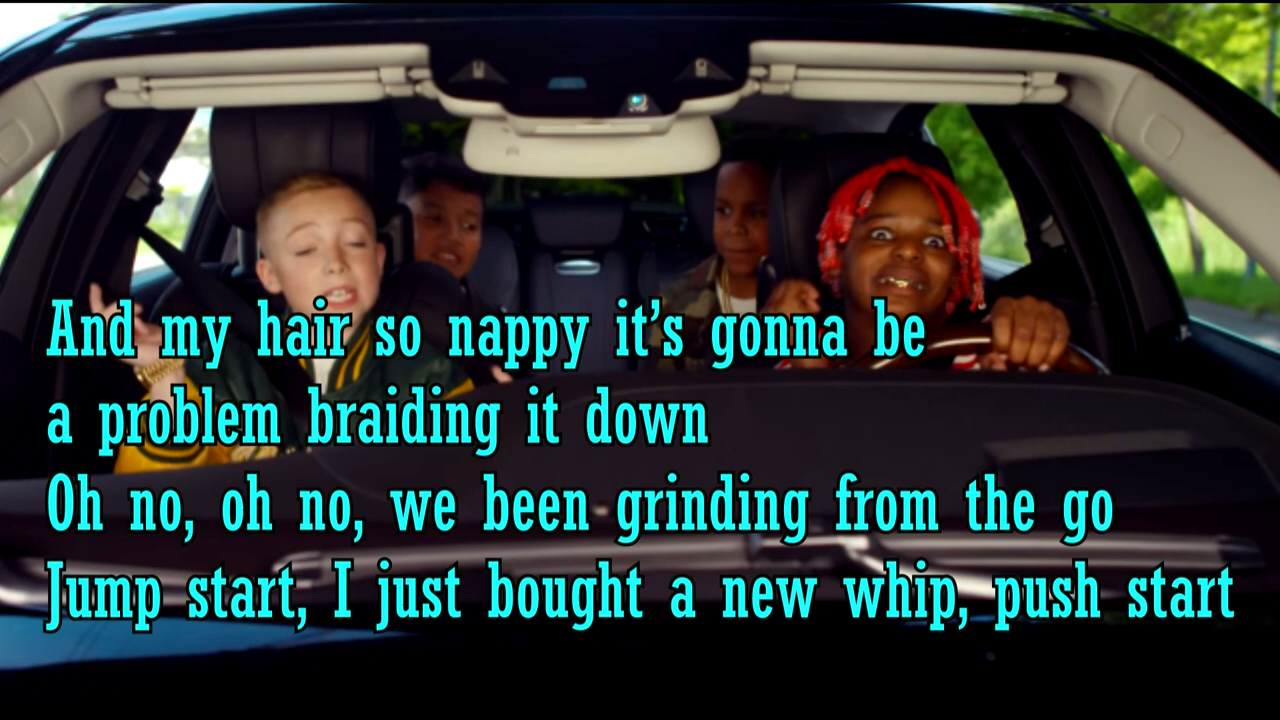 And my hair so nappy it’s gonna be
a problem braiding it down
Oh no, oh no, we been grinding from the go
Jump start, I just bought a new whip, push start